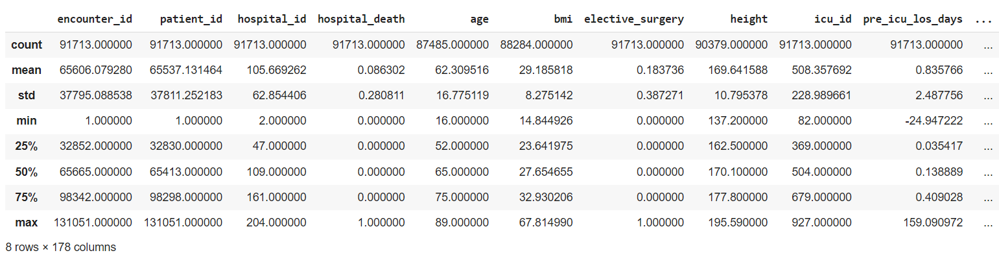 encounter_id patient_id hospital_id hospital_death age bmi elective_surgery height icu_id pre_icu_los_days ...
count 91713.000000 91713.000000 91713.000000 91713.000000 87485.000000 88284.000000 91713.000000 90379.000000 91713.000000 91713.000000 ...
mean 65606.079280 65537.131464 105.669262 0.086302 62.309516 29.185818 0.183736 169.641588 508.357692 0.835766 ...
std 37795.088538 37811.252183 62.854406 0.280811 16.775119 8.275142 0.387271 10.795378 228.989661 2.487756 ...
min 1.000000 1.000000 2.000000 0.000000 16.000000 14.844926 0.000000 137.200000 82.000000 -24.947222 ...
25% 32852.000000 32830.000000 47.000000 0.000000 52.000000 23.641975 0.000000 162.500000 369.000000 0.035417 ...
50% 65665.000000 65413.000000 109.000000 0.000000 65.000000 27.654655 0.000000 170.100000 504.000000 0.138889 ...
75% 98342.000000 98298.000000 161.000000 0.000000 75.000000 32.930206 0.000000 177.800000 679.000000 0.409028 ...
max 131051.000000 131051.000000 204.000000 1.000000 89.000000 67.814990 1.000000 195.590000 927.000000 159.090972 ...
8 rows × 178 columns